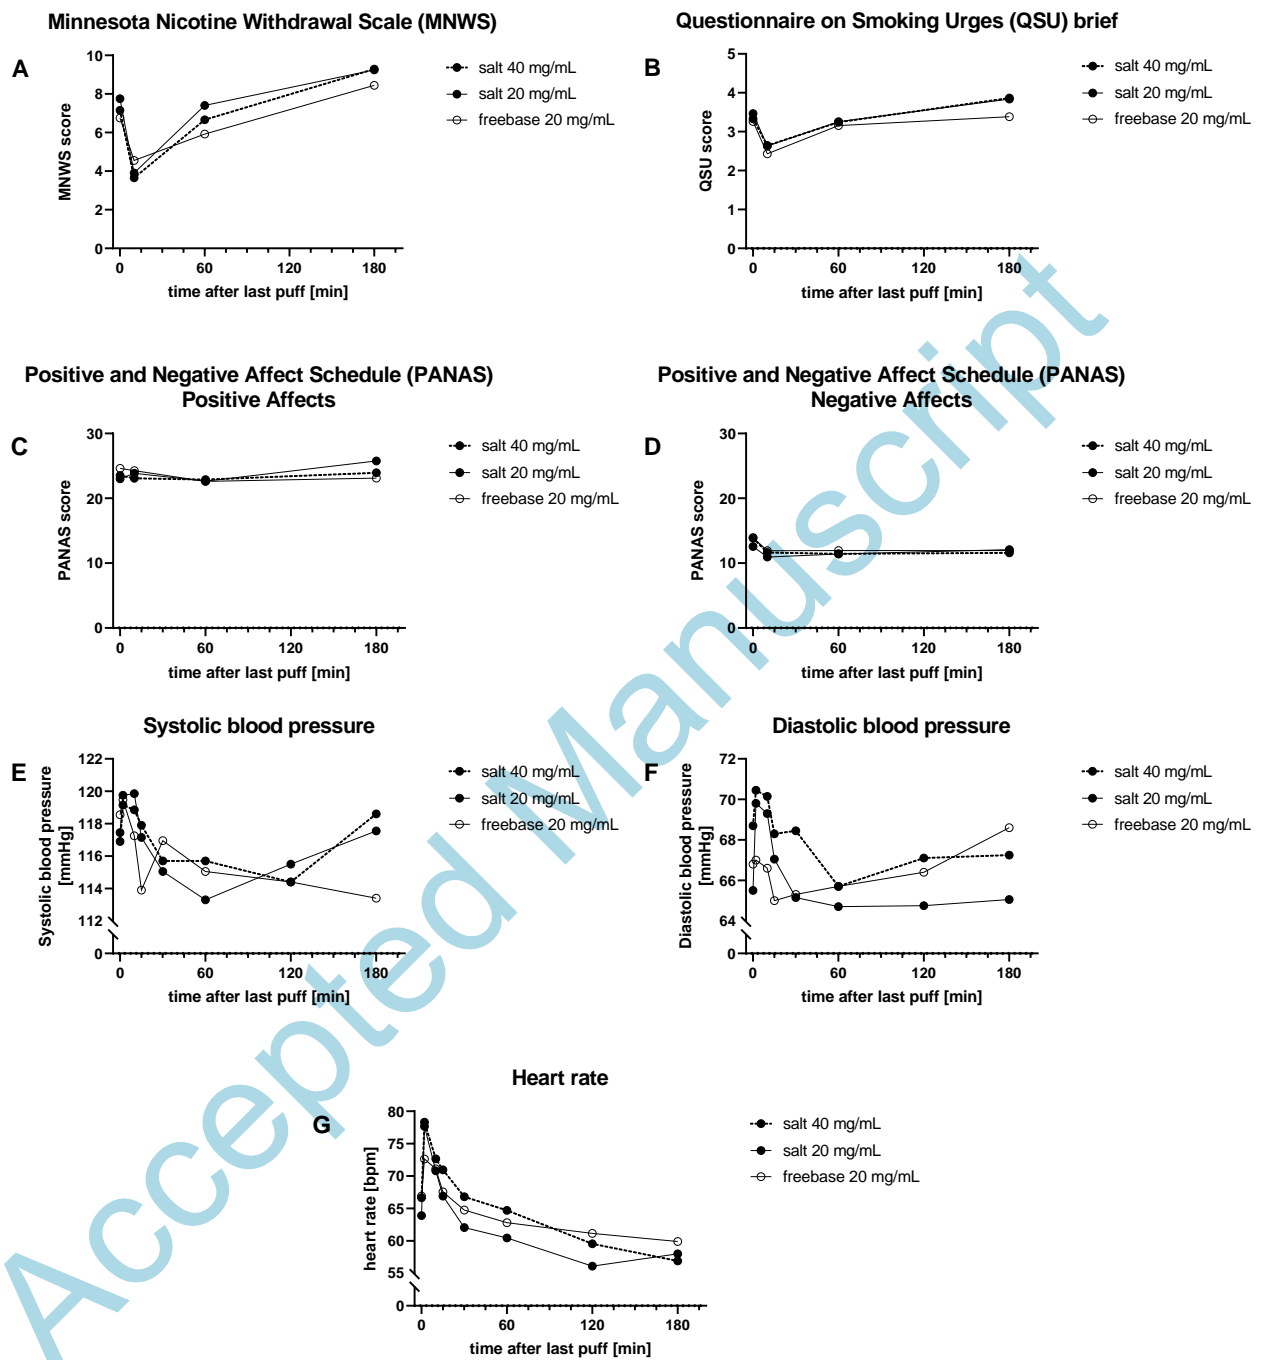 Minnesota Nicotine Withdrawal Scale (MNWS)
A
10
8
6
4
2
0
MNWS score
0 60 120 180
time after last puff [min]
salt 40 mg/mL
salt 20 mg/mL
freebase 20 mg/mL
Questionnaire on Smoking Urges (QSU) brief
B
5
4
3
2
1
0
QSU score
0 60 120 180
time after last puff [min]
salt 40 mg/mL
salt 20 mg/mL
freebase 20 mg/mL
Positive and Negative Affect Schedule (PANAS)
Positive Affects
C
30
20
10
0
PANAS score
0 60 120 180
time after last puff [min]
salt 40 mg/mL
salt 20 mg/mL
freebase 20 mg/mL
Positive and Negative Affect Schedule (PANAS)
Negative Affects
D
30
20
10
0
PANAS score
0 60 120 180
time after last puff [min]
salt 40 mg/mL
salt 20 mg/mL
freebase 20 mg/mL
Systolic blood pressure
E
122
120
118
116
114
112
0
Systolic blood pressure
[mmHg]
0 60 120 180
time after last puff [min]
salt 40 mg/mL
salt 20 mg/mL
freebase 20 mg/mL
Diastolic blood pressure
F
72
70
68
66
64
0
Diastolic blood pressure
[mmHg]
0 60 120 180
time after last puff [min]
salt 40 mg/mL
salt 20 mg/mL
freebase 20 mg/mL
Heart rate
G
80
75
70
65
60
55
0
heart rate [bpm]
0 60 120 180
time after last puff [min]
salt 40 mg/mL
salt 20 mg/mL
freebase 20 mg/mL
Accepted Manuscript